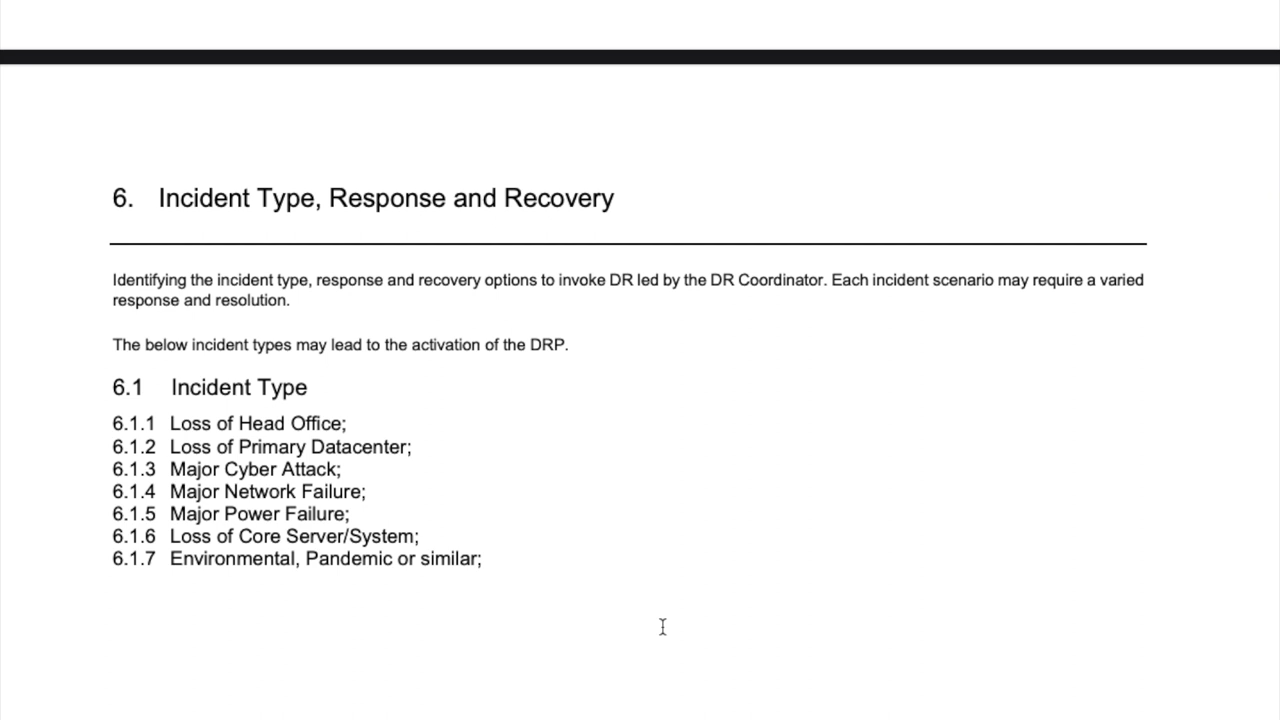 6. Incident Type, Response and Recovery
Identifying the incident type, response and recovery options to invoke DR led by the DR Coordinator. Each incident scenario may require a varied
response and resolution.
The below incident types may lead to the activation of the DRP.
6.1 Incident Type
6.1.1 Loss of Head Office;
6.1.2 Loss of Primary Datacenter;
6.1.3 Major Cyber Attack;
6.1.4 Major Network Failure;
6.1.5 Major Power Failure;
6.1.6 Loss of Core Server/System;
6.1.7 Environmental, Pandemic or similar;